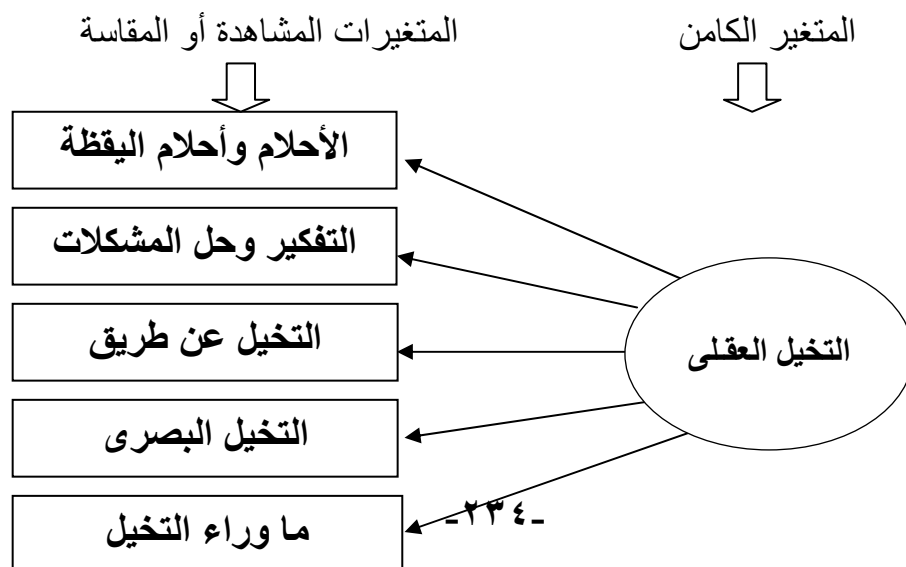 المتغير الكامن
المتغيرات المشاهدة أو المقاسة
الأحلام وأحلام اليقظة
التفكير وحل المشكلات
التخيل عن طريق
التخيل العقلى
التخيل البصرى
ما وراء التخيل
-٢٣٤-